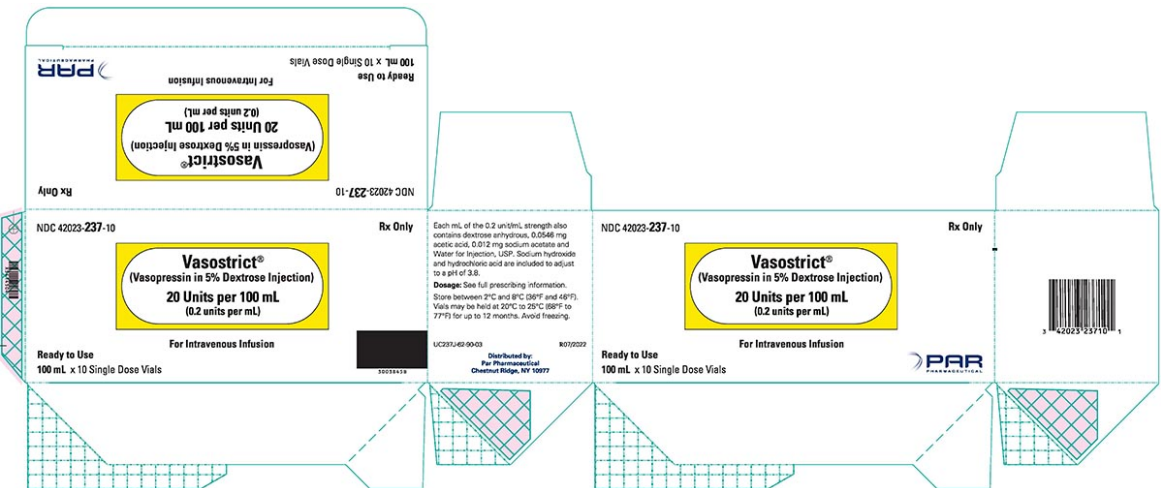 PAR
PHARMACEUTICAL
100 mL x 10 Single Dose Vials
Ready to Use
For Intravenous Infusion
(0.2 units per mL)
20 Units per 100 mL
(Vasopressin in 5% Dextrose Injection)
Vasostrict®
Rx Only
NDC 42023-237-10
NDC 42023-237-10
Rx Only
Vasostrict®
(Vasopressin in 5% Dextrose Injection)
20 Units per 100 mL
(0.2 units per mL)
For Intravenous Infusion
Ready to Use
100 mL x 10 Single Dose Vials
Each mL of the 0.2 unit/mL strength also
contains dextrose anhydrous, 0.0546 mg
acetic acid, 0.012 mg sodium acetate and
Water for Injection, USP. Sodium hydroxide
and hydrochloric acid are included to adjust
to a pH of 3.8.
Dosage: See full prescribing information.
Store between 2°C and 8°C (36°F and 46°F).
Vials may be held at 20°C to 25°C (68°F to
77°F) for up to 12 months. Avoid freezing.
UC237J-62-90-03
R07/2022
Distributed by:
Par Pharmaceutical
Chestnut Ridge, NY 10977
NDC 42023-237-10
Vasostrict®
(Vasopressin in 5% Dextrose Injection)
20 Units per 100 mL
(0.2 units per mL)
For Intravenous Infusion
Ready to Use
100 mL x 10 Single Dose Vials
PAR
PHARMACEUTICAL
3 42023 23710 1